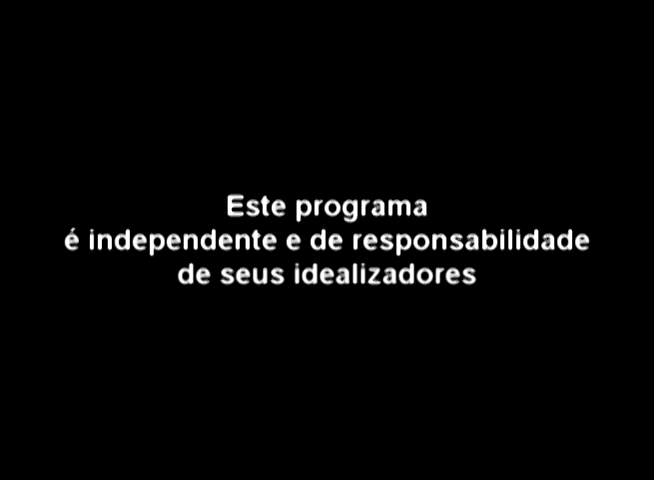 Este programa
é independente e de responsabilidade
de seus idealizadores